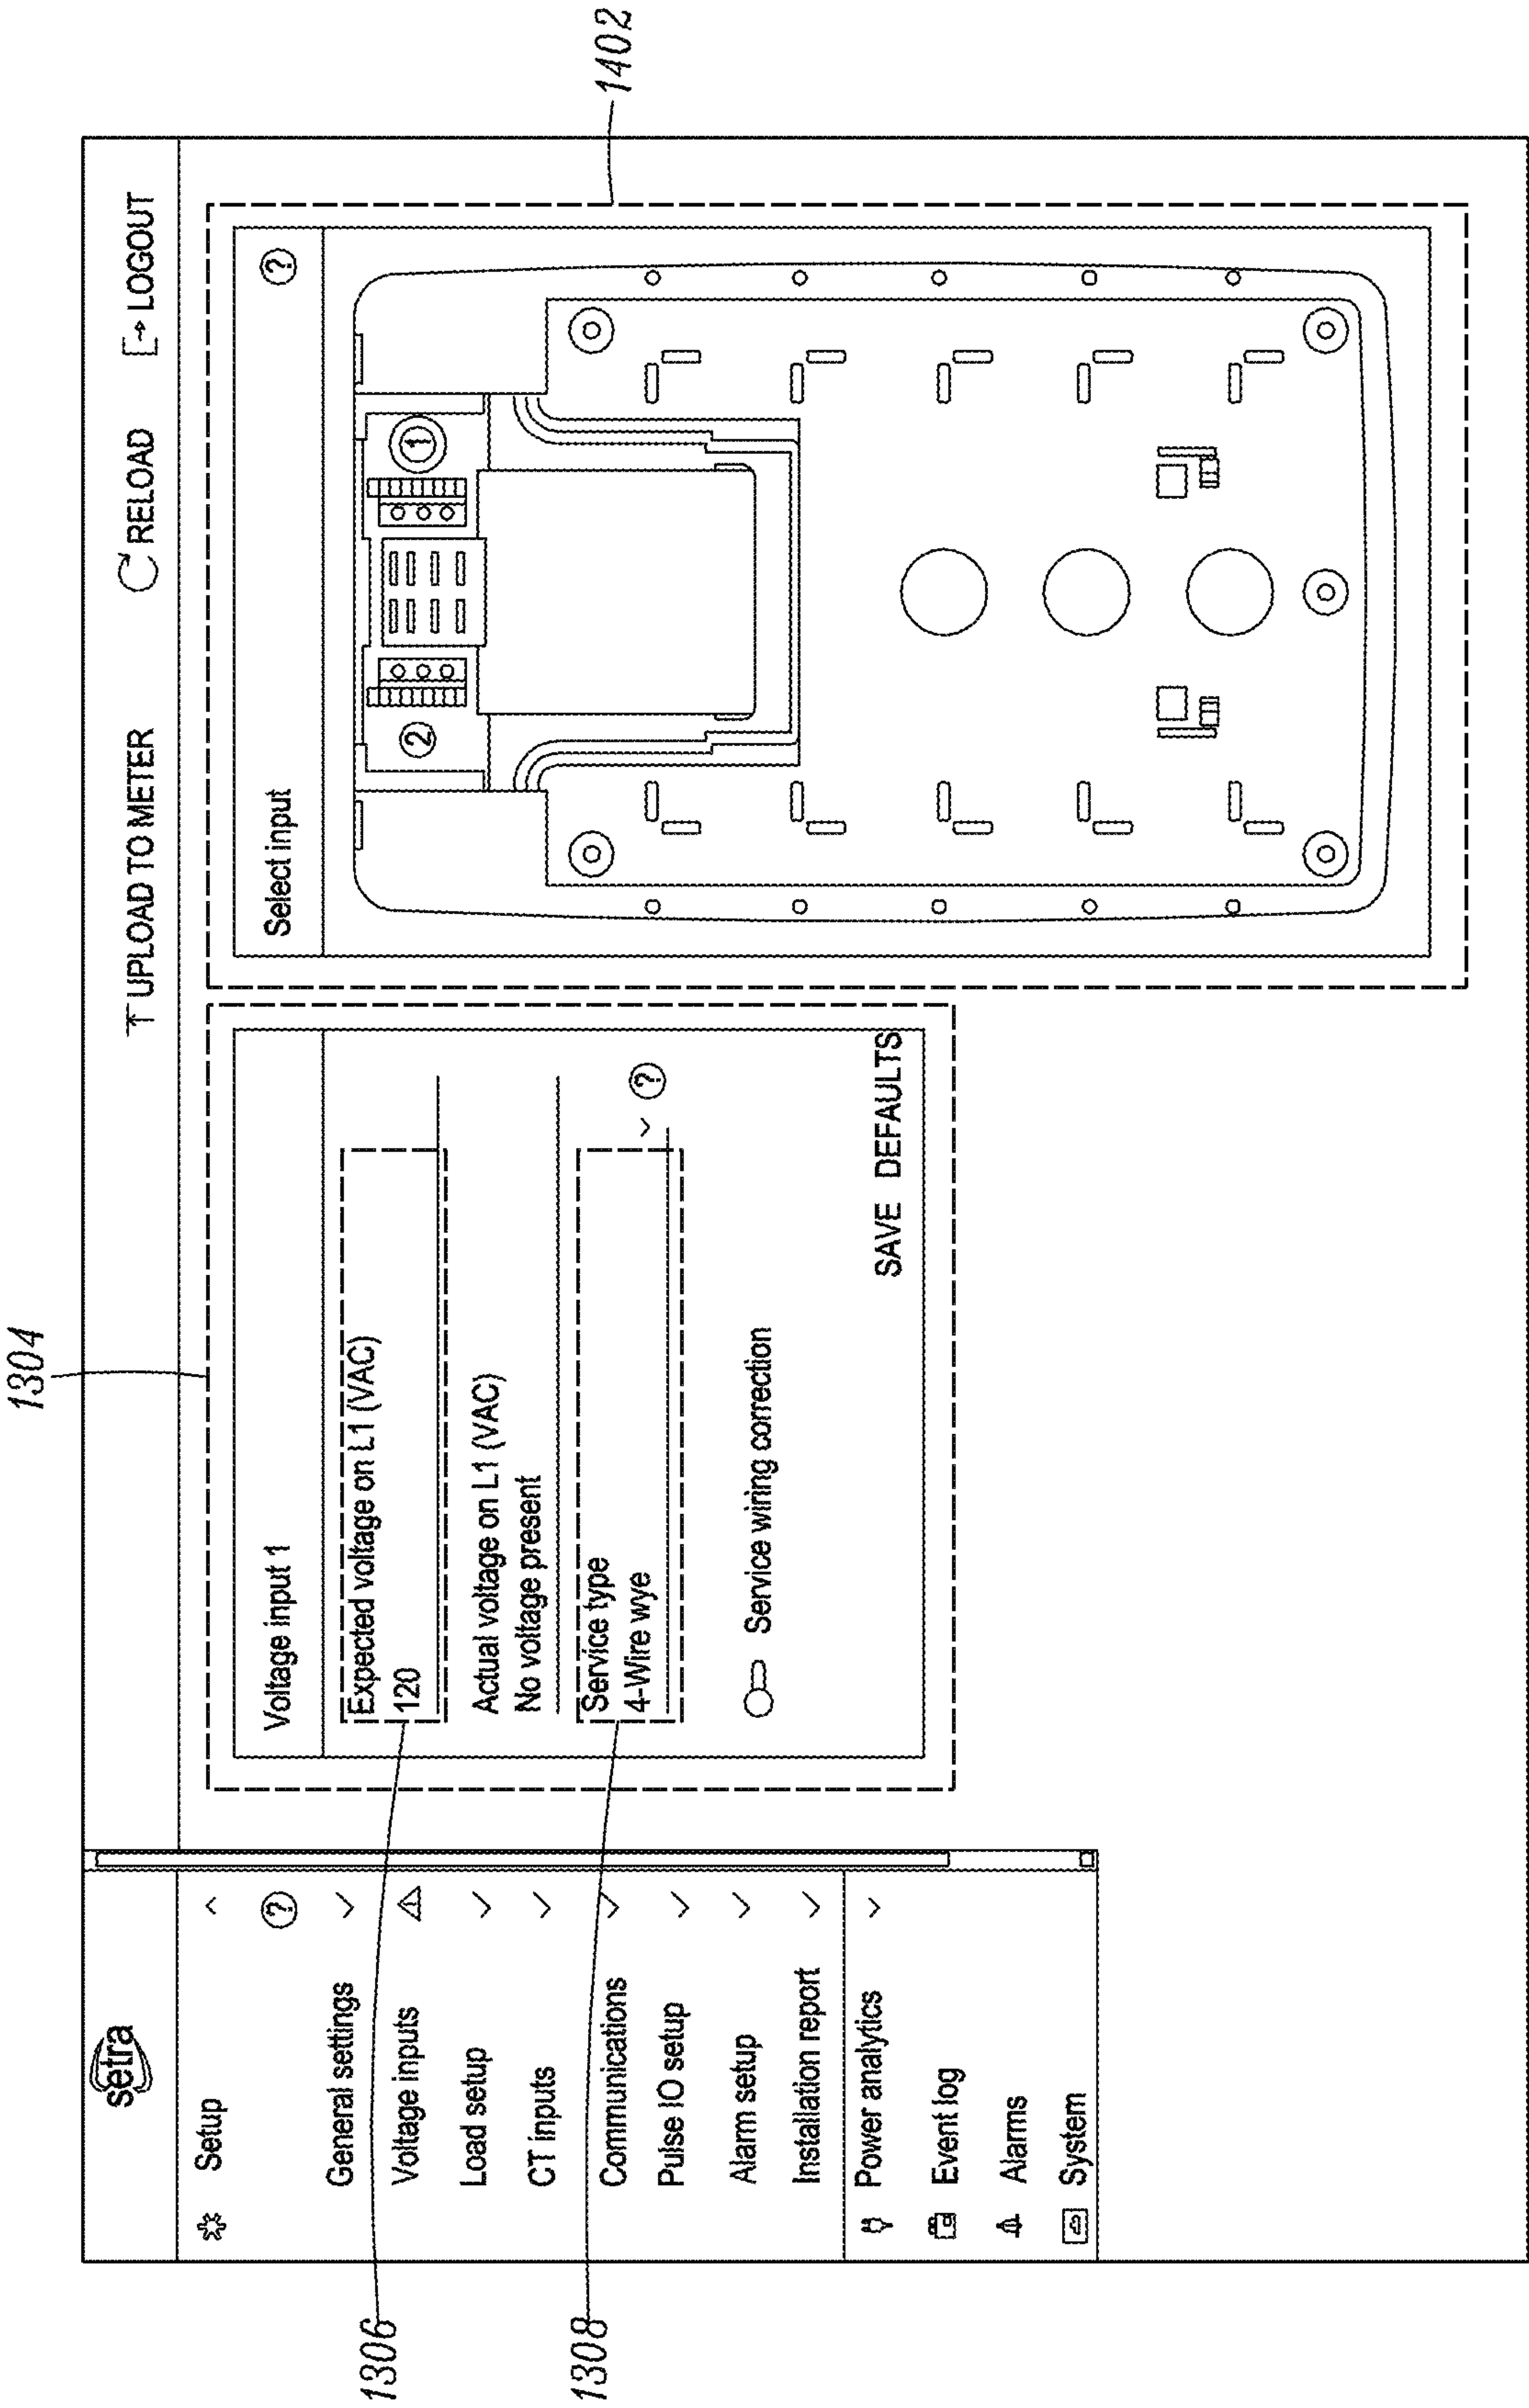 1304
1402
1306
1308
setra
UPLOAD TO METER
RELOAD
LOGOUT
Setup
?
General settings
Voltage inputs
Load setup
CT inputs
Communications
Pulse IO setup
Alarm setup
Installation report
Power analytics
Event log
Alarms
System
Voltage input 1
Expected voltage on L1 (VAC)
120
Actual voltage on L1 (VAC)
No voltage present
Service type
4-Wire wye
?
Service wiring correction
SAVE DEFAULTS
Select input
?
2
1